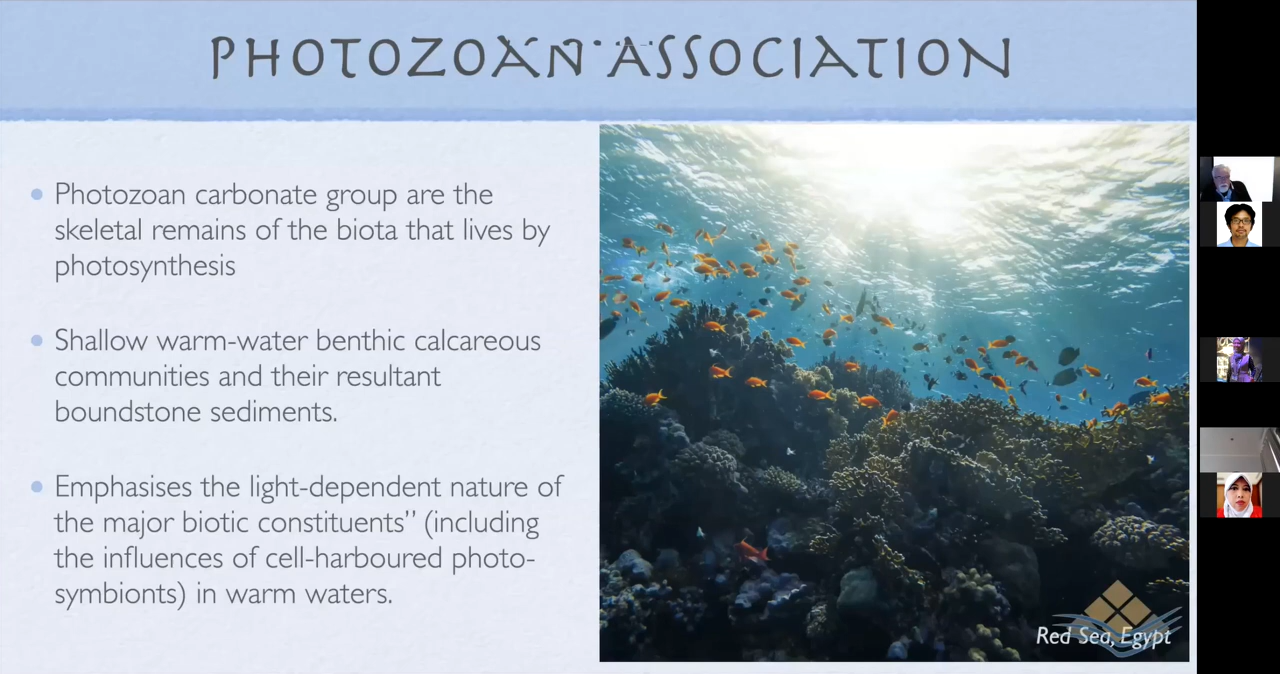 PHOTOZOAN ASSOCIATION
Photozoan carbonate group are the
skeletal remains of the biota that lives by
photosynthesis
Shallow warm-water benthic calcareous
communities and their resultant
boundstone sediments.
Emphasises the light-dependent nature of
the major biotic constituents” (including
the influences of cell-harboured photo-
symbionts) in warm waters.
Red Sea, Egypt